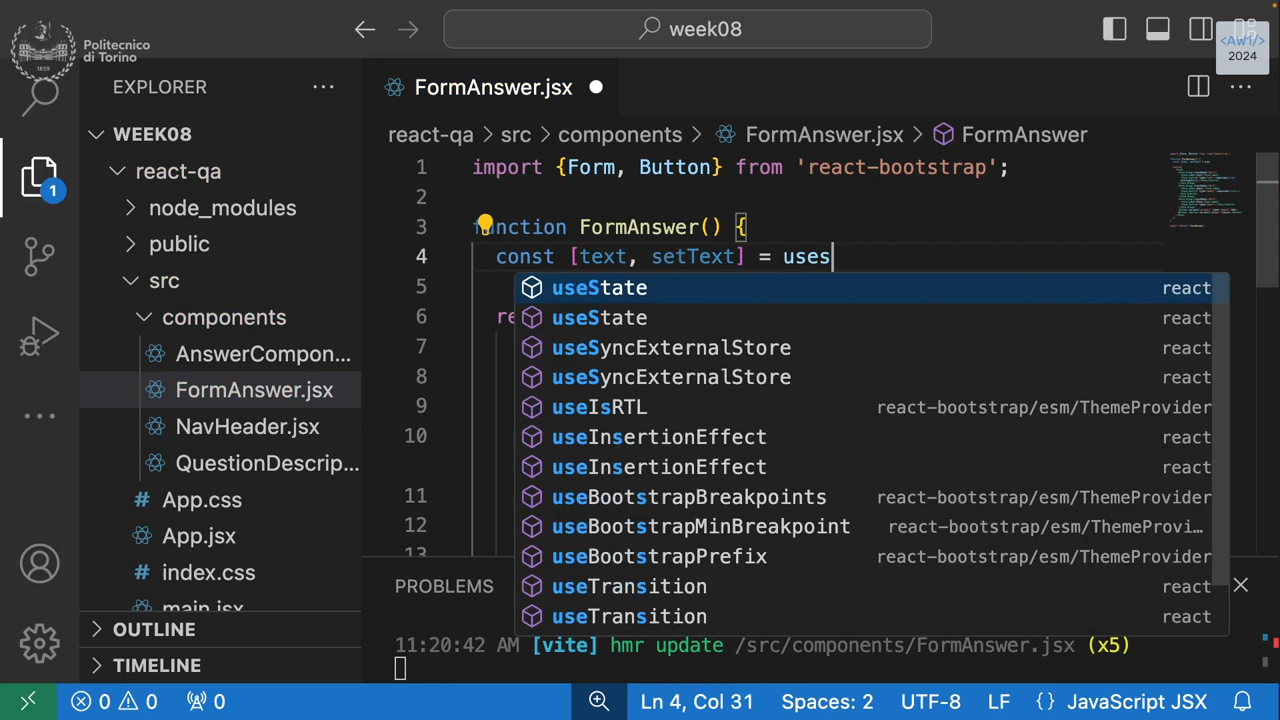 week08
Politecnico
di Torino
1859
<AW1/>
2024
EXPLORER
WEEK08
react-qa
node_modules
public
src
components
AnswerCompon...
FormAnswer.jsx
NavHeader.jsx
QuestionDescrip...
# App.css
App.jsx
# index.css
main.jsx
OUTLINE
TIMELINE
1
FormAnswer.jsx
react-qa > src > components > FormAnswer.jsx > FormAnswer
1 import {Form, Button} from 'react-bootstrap';
2
3 function FormAnswer() {
4 const [text, setText] = uses
5
6 re
7
8
9
10
11
12
13
useState react
useState react
useSyncExternalStore react
useSyncExternalStore react
useIsRTL react-bootstrap/esm/ThemeProvider
useInsertionEffect react
useInsertionEffect react
useBootstrapBreakpoints react-bootstrap/esm/ThemeProvider
useBootstrapMinBreakpoint react-bootstrap/esm/ThemeProvi...
useBootstrapPrefix react-bootstrap/esm/ThemeProvider
useTransition react
useTransition react
PROBLEMS
11:20:42 AM [vite] hmr update /src/components/FormAnswer.jsx (x5)
0 0 0 Ln 4, Col 31 Spaces: 2 UTF-8 LF {} JavaScript JSX